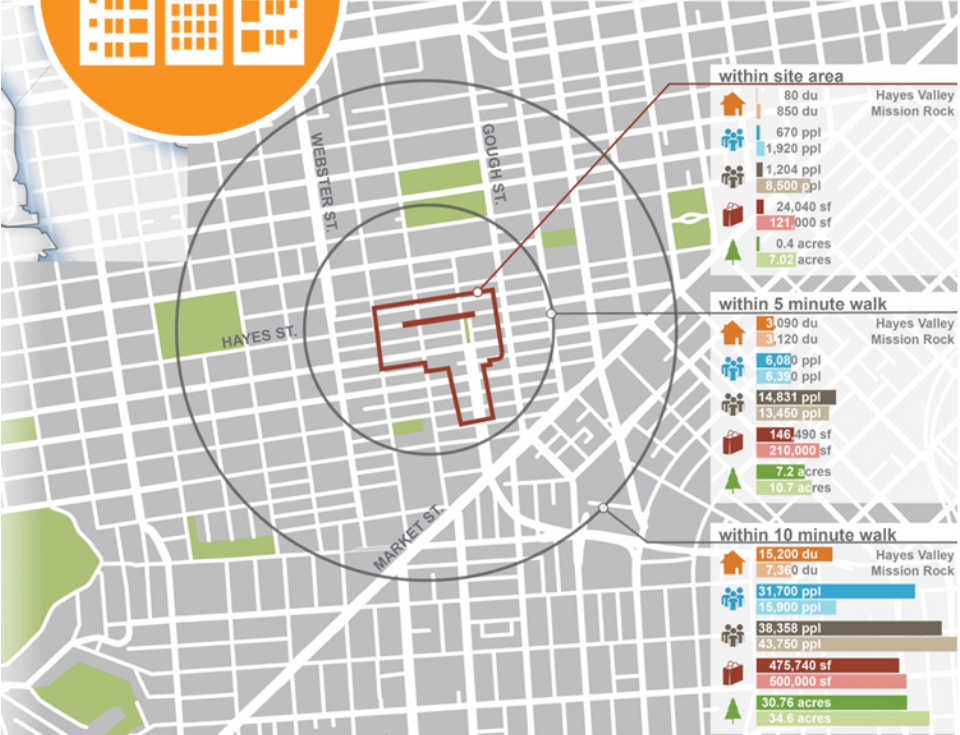 WEBSTER ST.
GOUGH ST.
HAYES ST.
MARKET ST.
within site area
80 du Hayes Valley
850 du Mission Rock
670 ppl
1,920 ppl
1,204 ppl
8,500 ppl
24,040 sf
121,000 sf
0.4 acres
7.02 acres
within 5 minute walk
3,090 du Hayes Valley
3,120 du Mission Rock
6,080 ppl
6,390 ppl
14,831 ppl
13,450 ppl
146,490 sf
210,000 sf
7.2 acres
10.7 acres
within 10 minute walk
15,200 du Hayes Valley
7,360 du Mission Rock
31,700 ppl
15,900 ppl
38,358 ppl
43,750 ppl
475,740 sf
500,000 sf
30.76 acres
34.6 acres